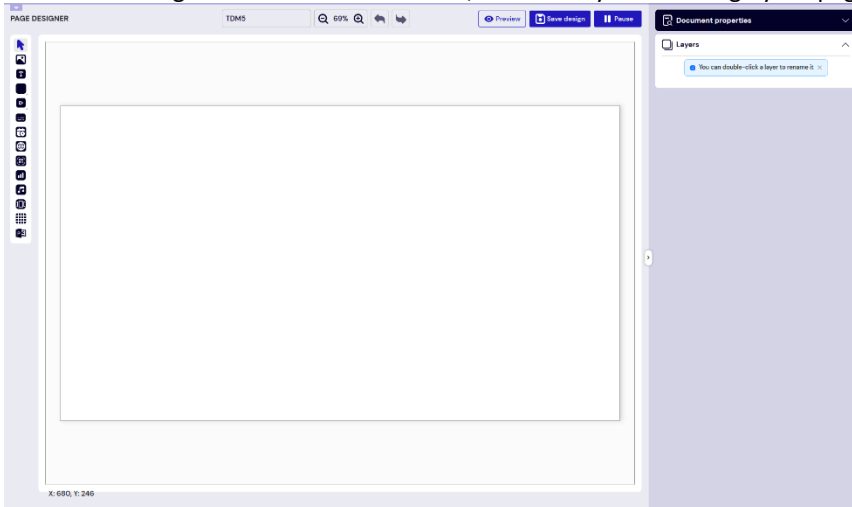 PAGE DESIGNER
TDM5
69%
Preview
Save design
Pause
Document properties
Layers
You can double-click a layer to rename it
X: 680, Y: 246